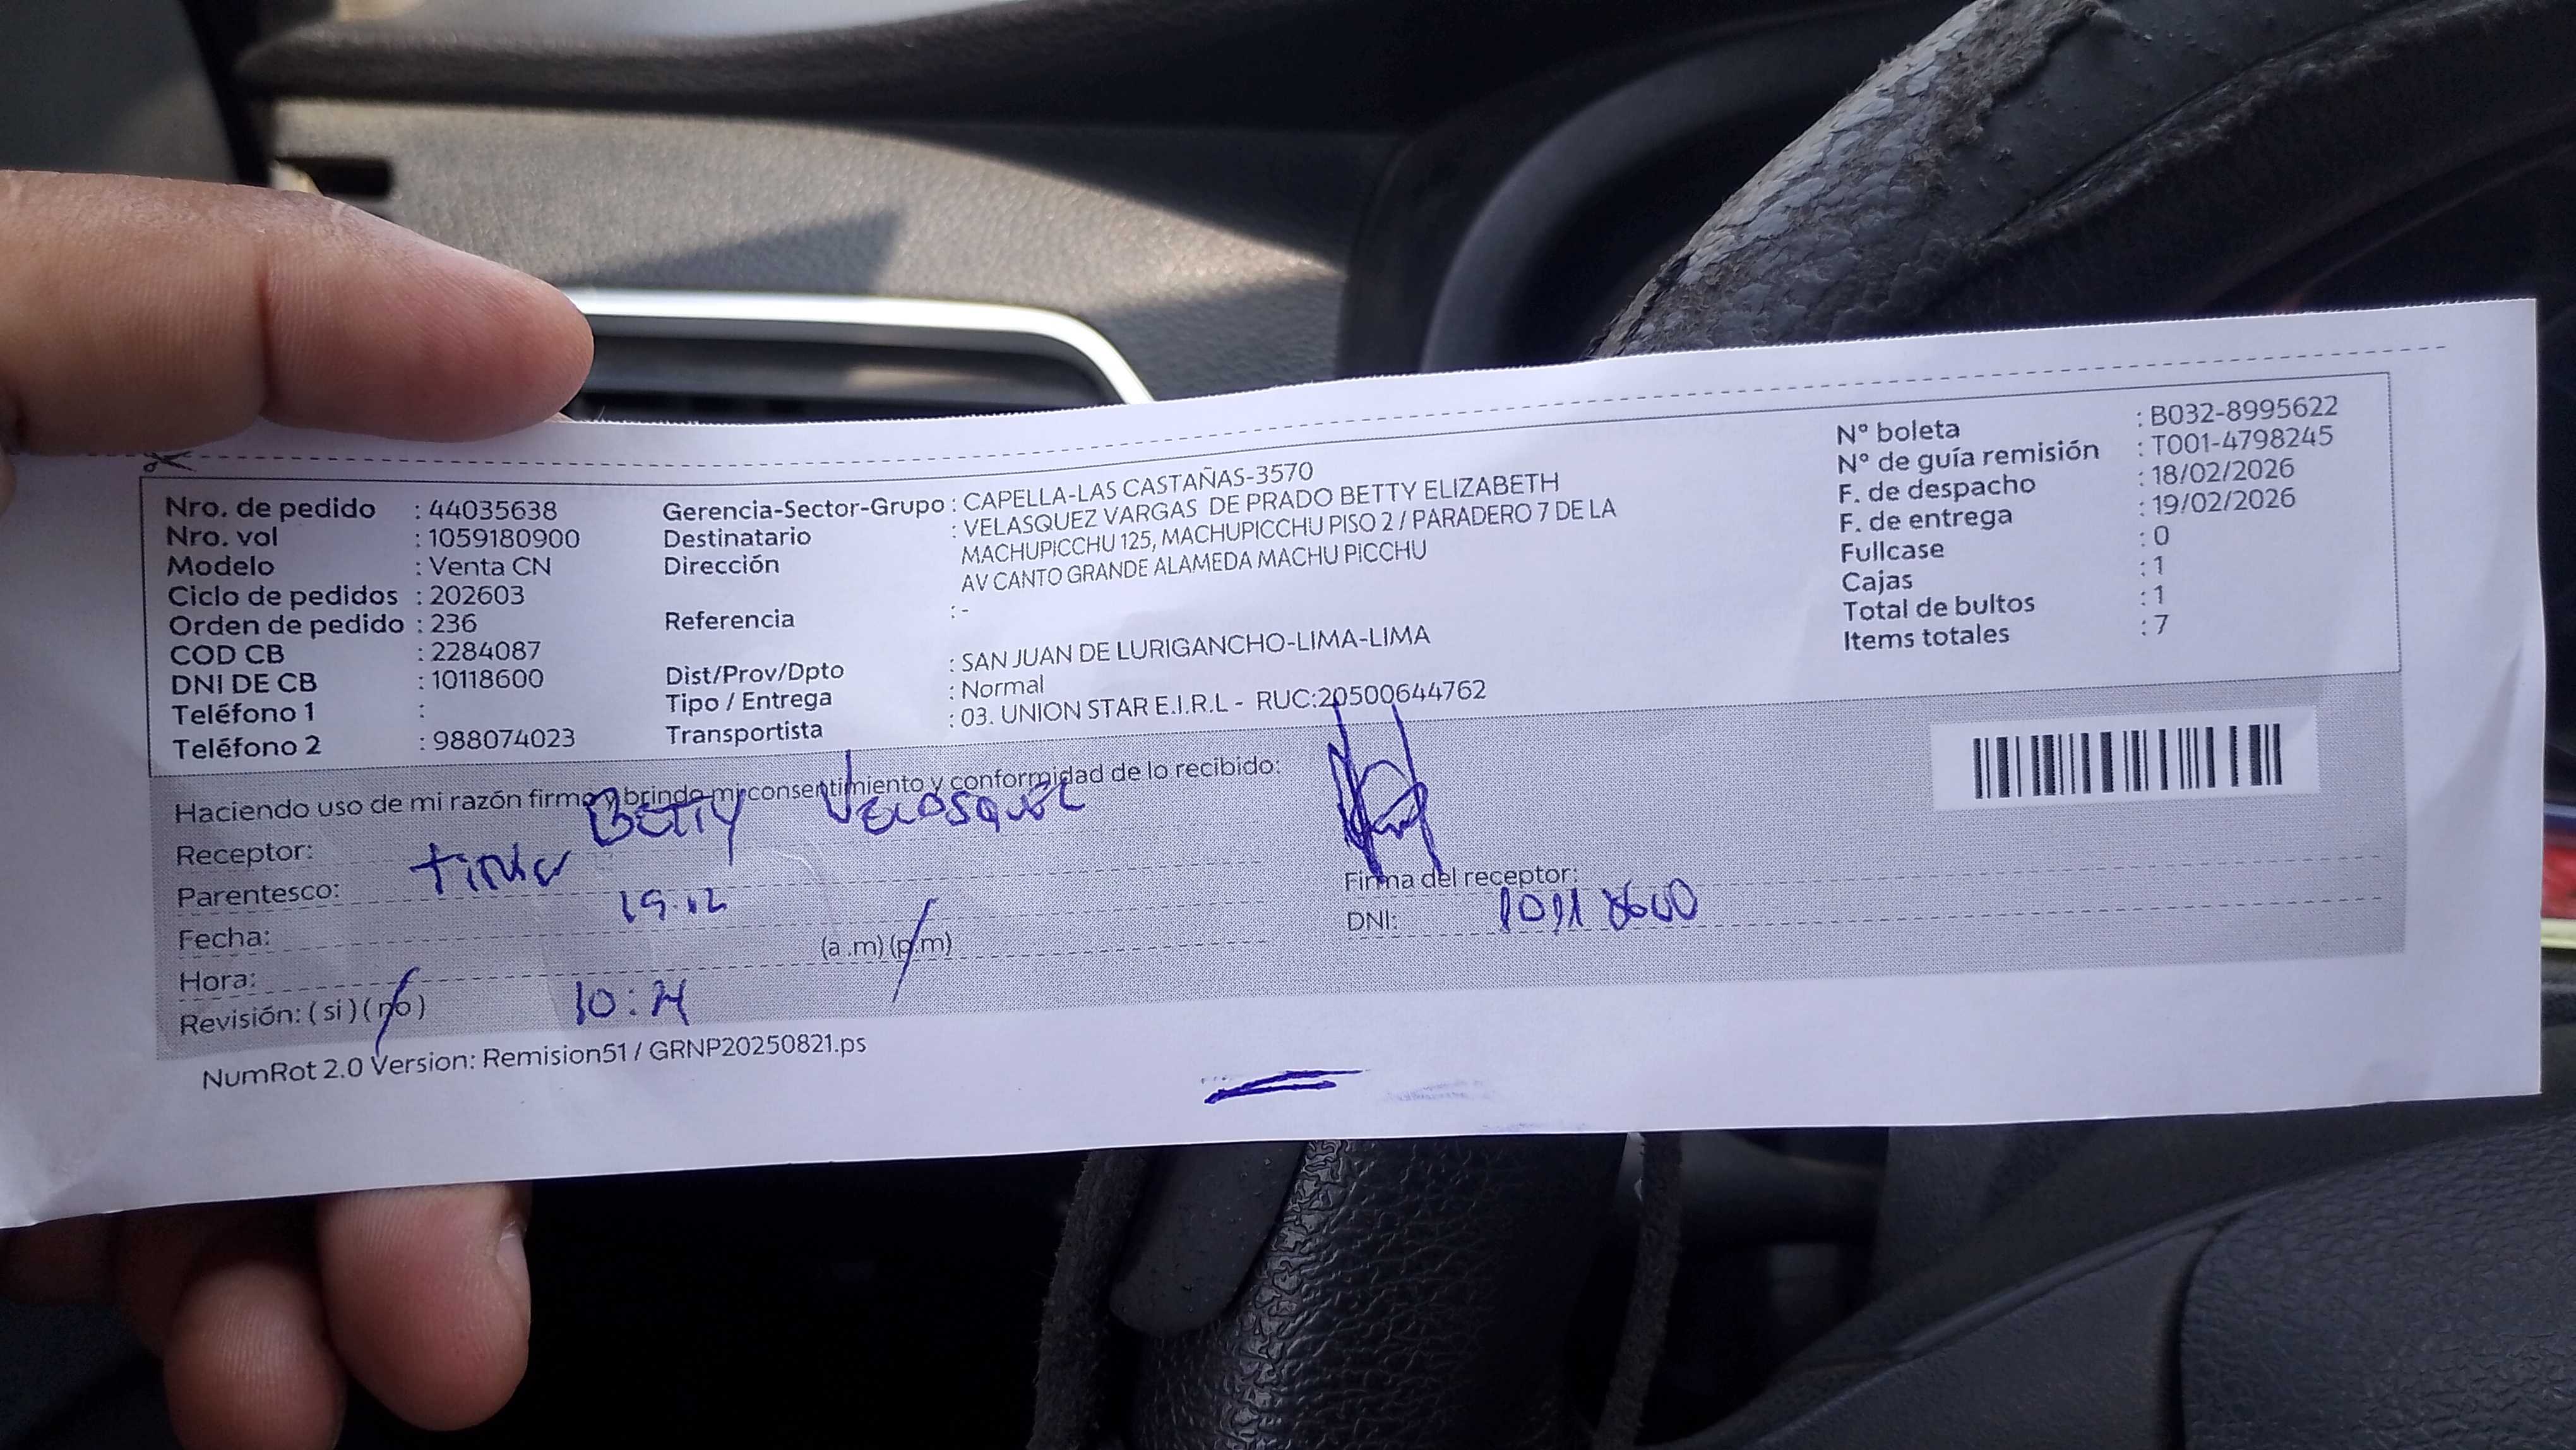 Nro. de pedido : 44035638
Nro. vol : 1059180900
Modelo : Venta CN
Ciclo de pedidos : 202603
Orden de pedido : 236
COD CB : 2284087
DNI DE CB : 10118600
Teléfono 1 :
Teléfono 2 : 988074023
Gerencia-Sector-Grupo : CAPELLA-LAS CASTAÑAS-3570
Destinatario : VELASQUEZ VARGAS DE PRADO BETTY ELIZABETH
Dirección MACHUPICCHU 125, MACHUPICCHU PISO 2 / PARADERO 7 DE LA
AV CANTO GRANDE ALAMEDA MACHU PICCHU
Referencia : -
Dist/Prov/Dpto : SAN JUAN DE LURIGANCHO-LIMA-LIMA
Tipo / Entrega : Normal
Transportista : 03. UNION STAR E.I.R.L - RUC:20500644762
N° boleta : B032-8995622
N° de guía remisión : T001-4798245
F. de despacho : 18/02/2026
F. de entrega : 19/02/2026
Fullcase : 0
Cajas : 1
Total de bultos : 1
Items totales : 7
Haciendo uso de mi razón firmo y brindo mi consentimiento y conformidad de lo recibido:
Receptor: BETTY VELASQUEZ
Parentesco:
Fecha: 19.02
Hora: (a.m) (p.m)
Revisión: ( si ) ( no )
Firma del receptor:
DNI: 10118600
NumRot 2.0 Version: Remision51 / GRNP20250821.ps